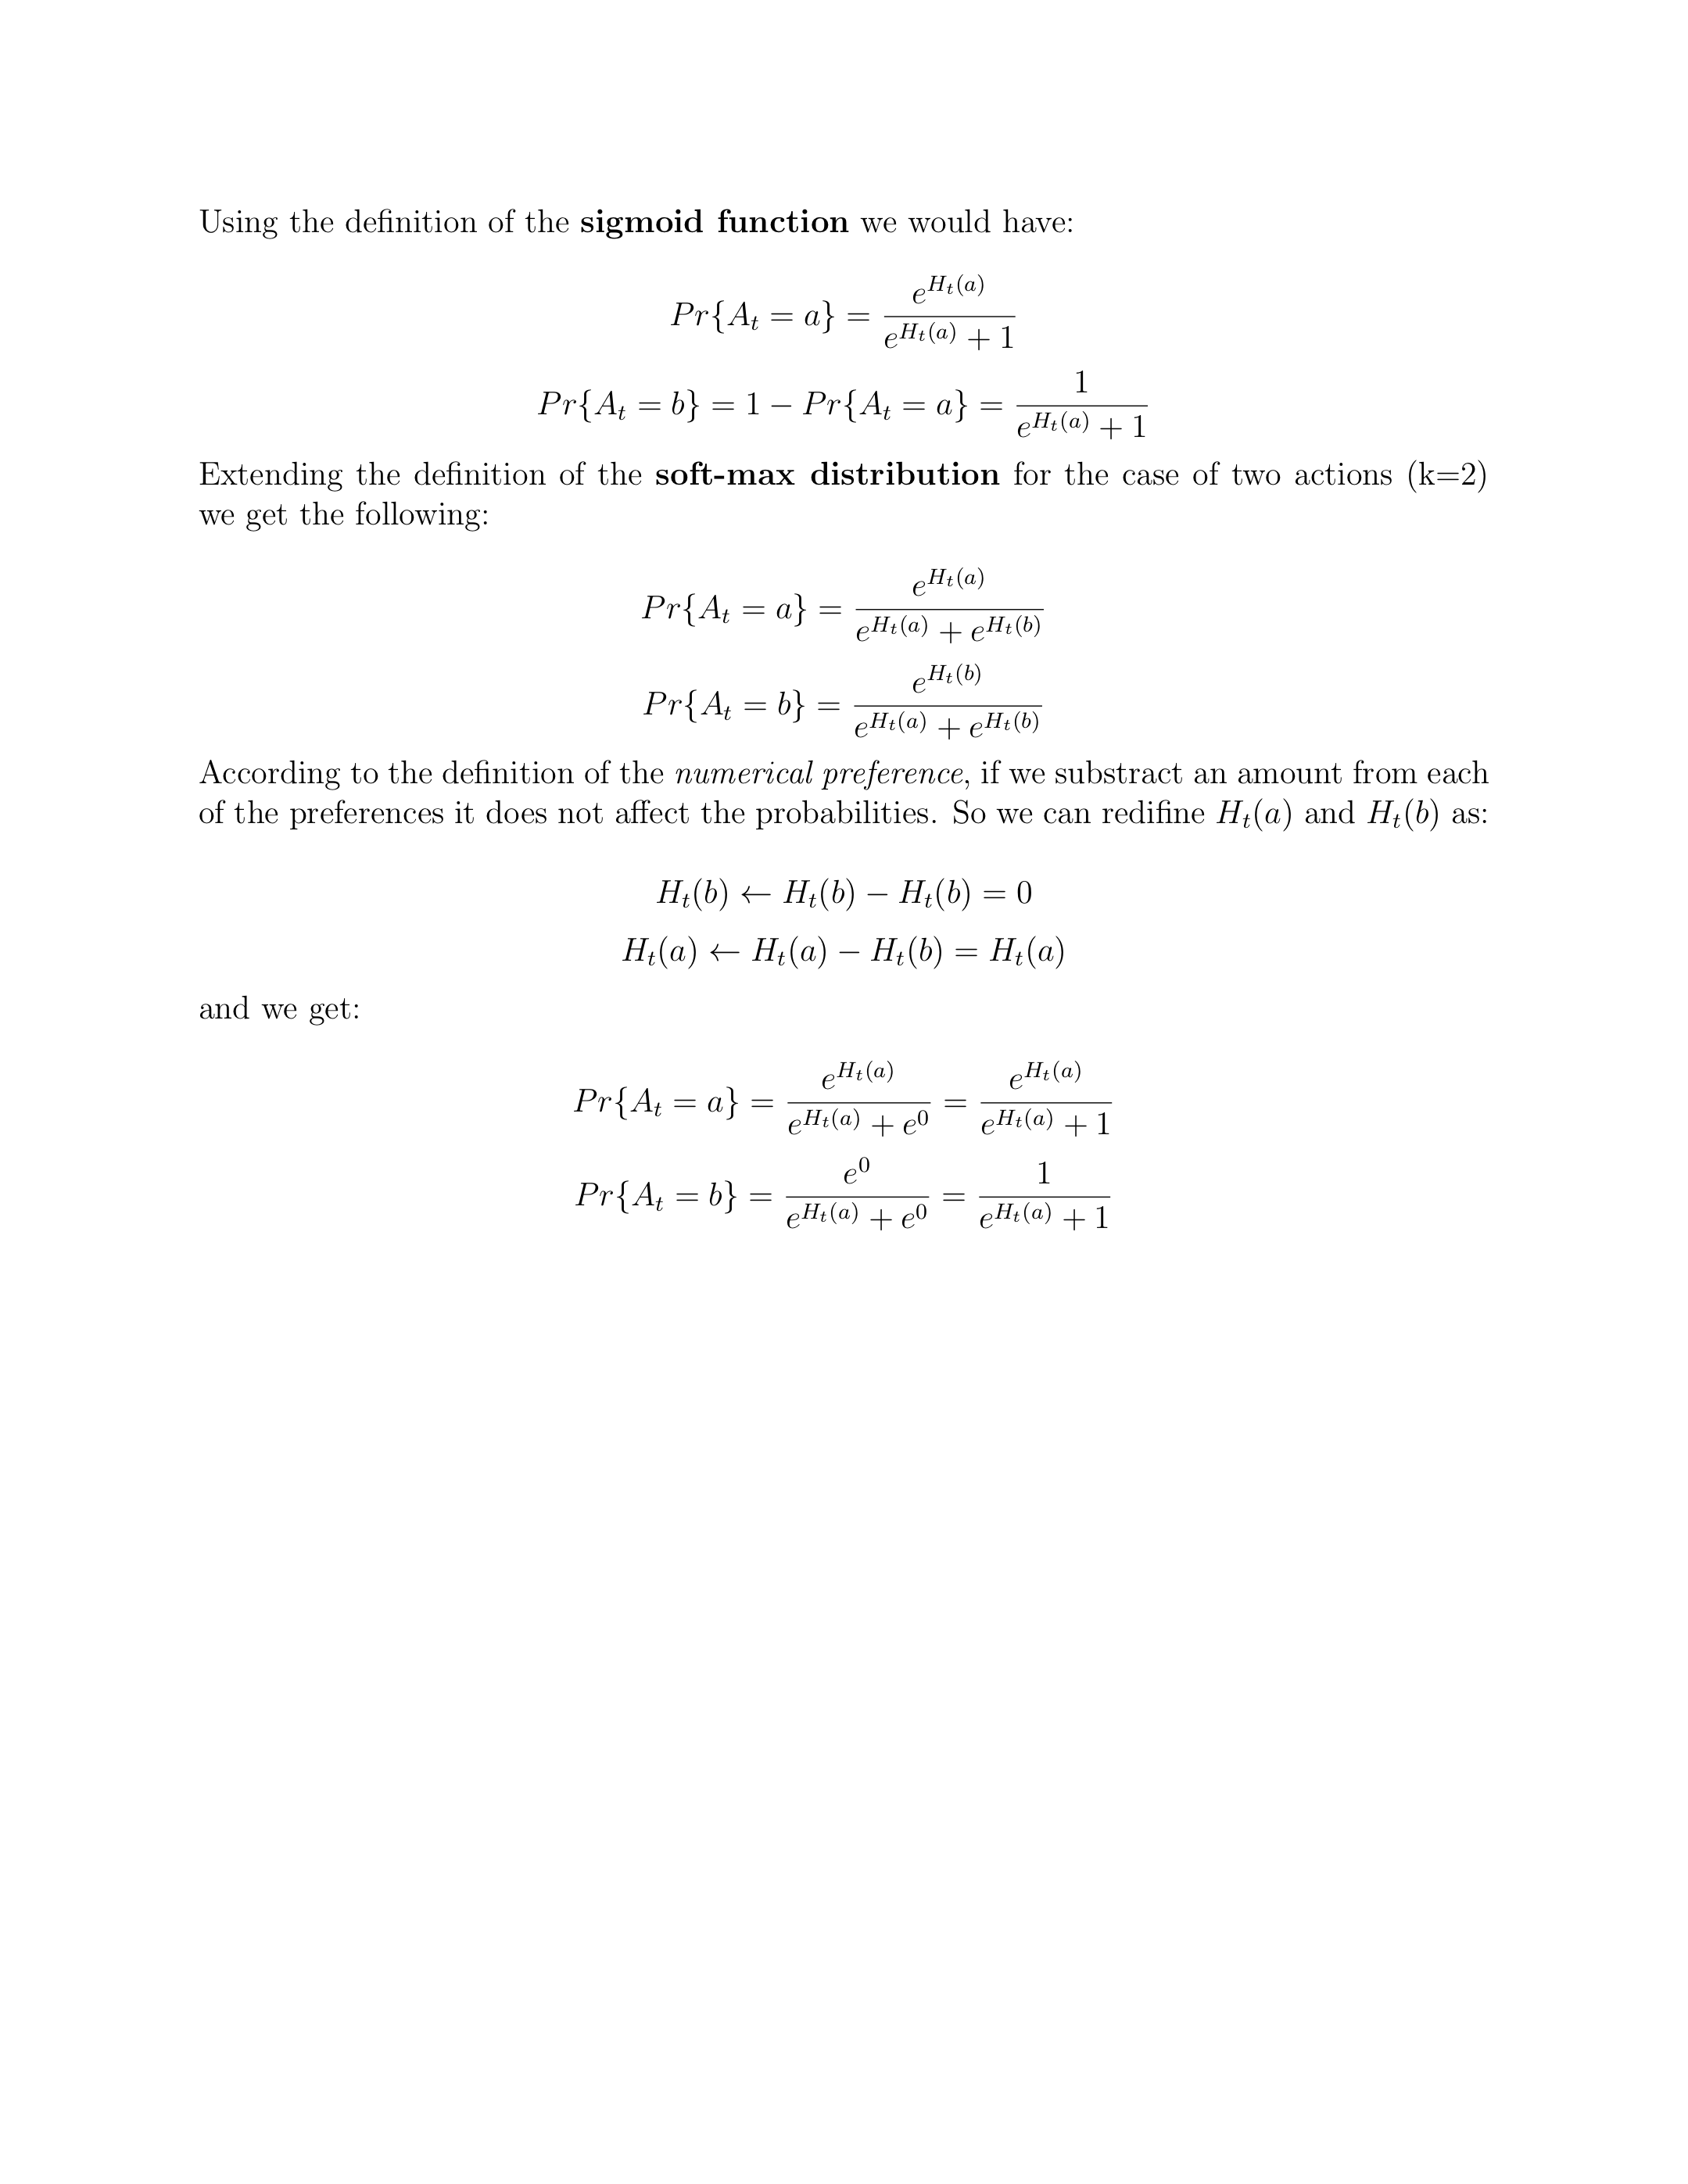 Using the definition of the sigmoid function we would have:
Pr{A_t = a} = \frac{e^{H_t(a)}}{e^{H_t(a)} + 1}
Pr{A_t = b} = 1 − Pr{A_t = a} = \frac{1}{e^{H_t(a)} + 1}
Extending the definition of the soft-max distribution for the case of two actions (k=2)
we get the following:
Pr{A_t = a} = \frac{e^{H_t(a)}}{e^{H_t(a)} + e^{H_t(b)}}
Pr{A_t = b} = \frac{e^{H_t(b)}}{e^{H_t(a)} + e^{H_t(b)}}
According to the definition of the numerical preference, if we substract an amount from each
of the preferences it does not affect the probabilities. So we can redifine H_t(a) and H_t(b) as:
H_t(b) ← H_t(b) − H_t(b) = 0
H_t(a) ← H_t(a) − H_t(b) = H_t(a)
and we get:
Pr{A_t = a} = \frac{e^{H_t(a)}}{e^{H_t(a)} + e^0} = \frac{e^{H_t(a)}}{e^{H_t(a)} + 1}
Pr{A_t = b} = \frac{e^0}{e^{H_t(a)} + e^0} = \frac{1}{e^{H_t(a)} + 1}